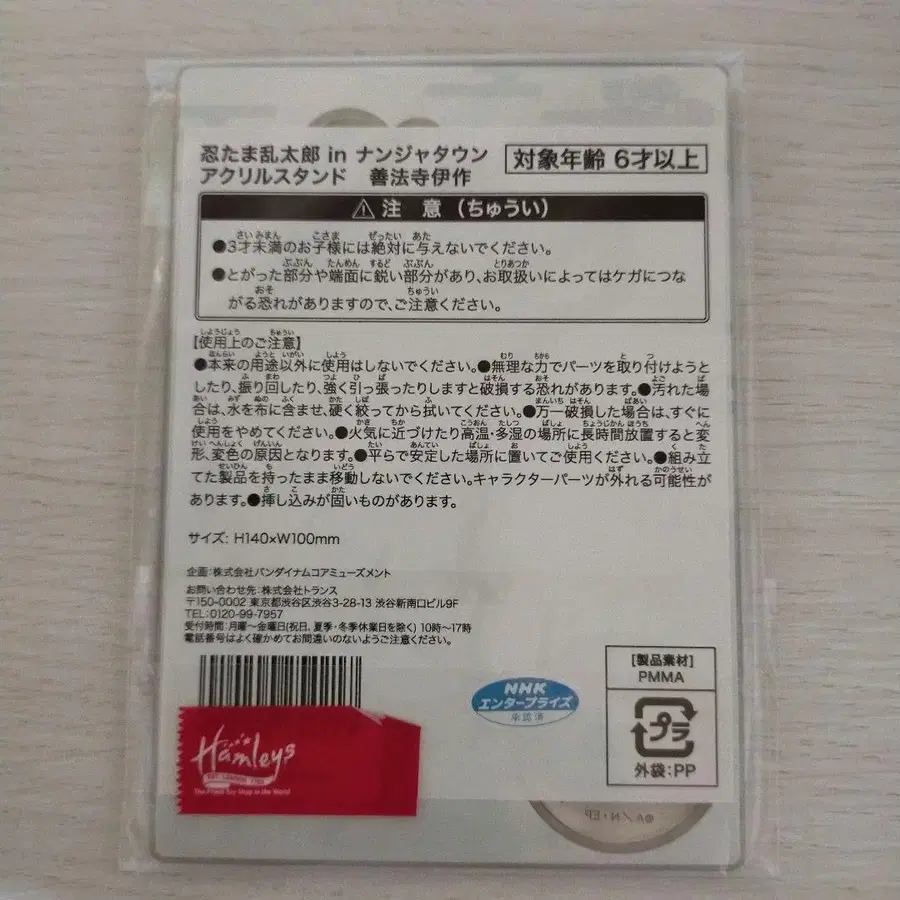 忍たま乱太郎 in ナンジャタウン
アクリルスタンド 善法寺伊作
対象年齢 6才以上
⚠注 意(ちゅうい)
●3才未満のお子様には絶対に与えないでください。
●とがった部分や端面に鋭い部分があり、お取扱いによってはケガにつな
がる恐れがありますので、ご注意ください。
【使用上のご注意】
●本来の用途以外に使用はしないでください。●無理な力でパーツを取り付けようと
したり、振り回したり、強く引っ張ったりしますと破損する恐れがあります。●汚れた場
合は、水を布に含ませ、硬く絞ってから拭いてください。●万一破損した場合は、すぐに
使用をやめてください。●火気に近づけたり高温・多湿の場所に長時間放置すると変
形、変色の原因となります。●平らで安定した場所に置いてご使用ください。●組み立
てた製品を持ったまま移動しないでください。キャラクターパーツが外れる可能性が
あります。●挿し込みが固いものがあります。
サイズ: H140×W100mm
企画:株式会社バンダイナムコアミューズメント
お問い合わせ先:株式会社トランス
〒150-0002 東京都渋谷区渋谷3-28-13 渋谷新南口ビル9F
TEL:0120-99-7957
受付時間:月曜〜金曜日(祝日、夏季・冬季休業日を除く) 10時〜17時
電話番号はよく確かめてお間違いのないようご注意ください。
NHK
エンタープライズ
承認済
[製品素材]
PMMA
プラ
外袋:PP
Hamleys
EST. LONDON 1760
The Finest Toy Shop in the World